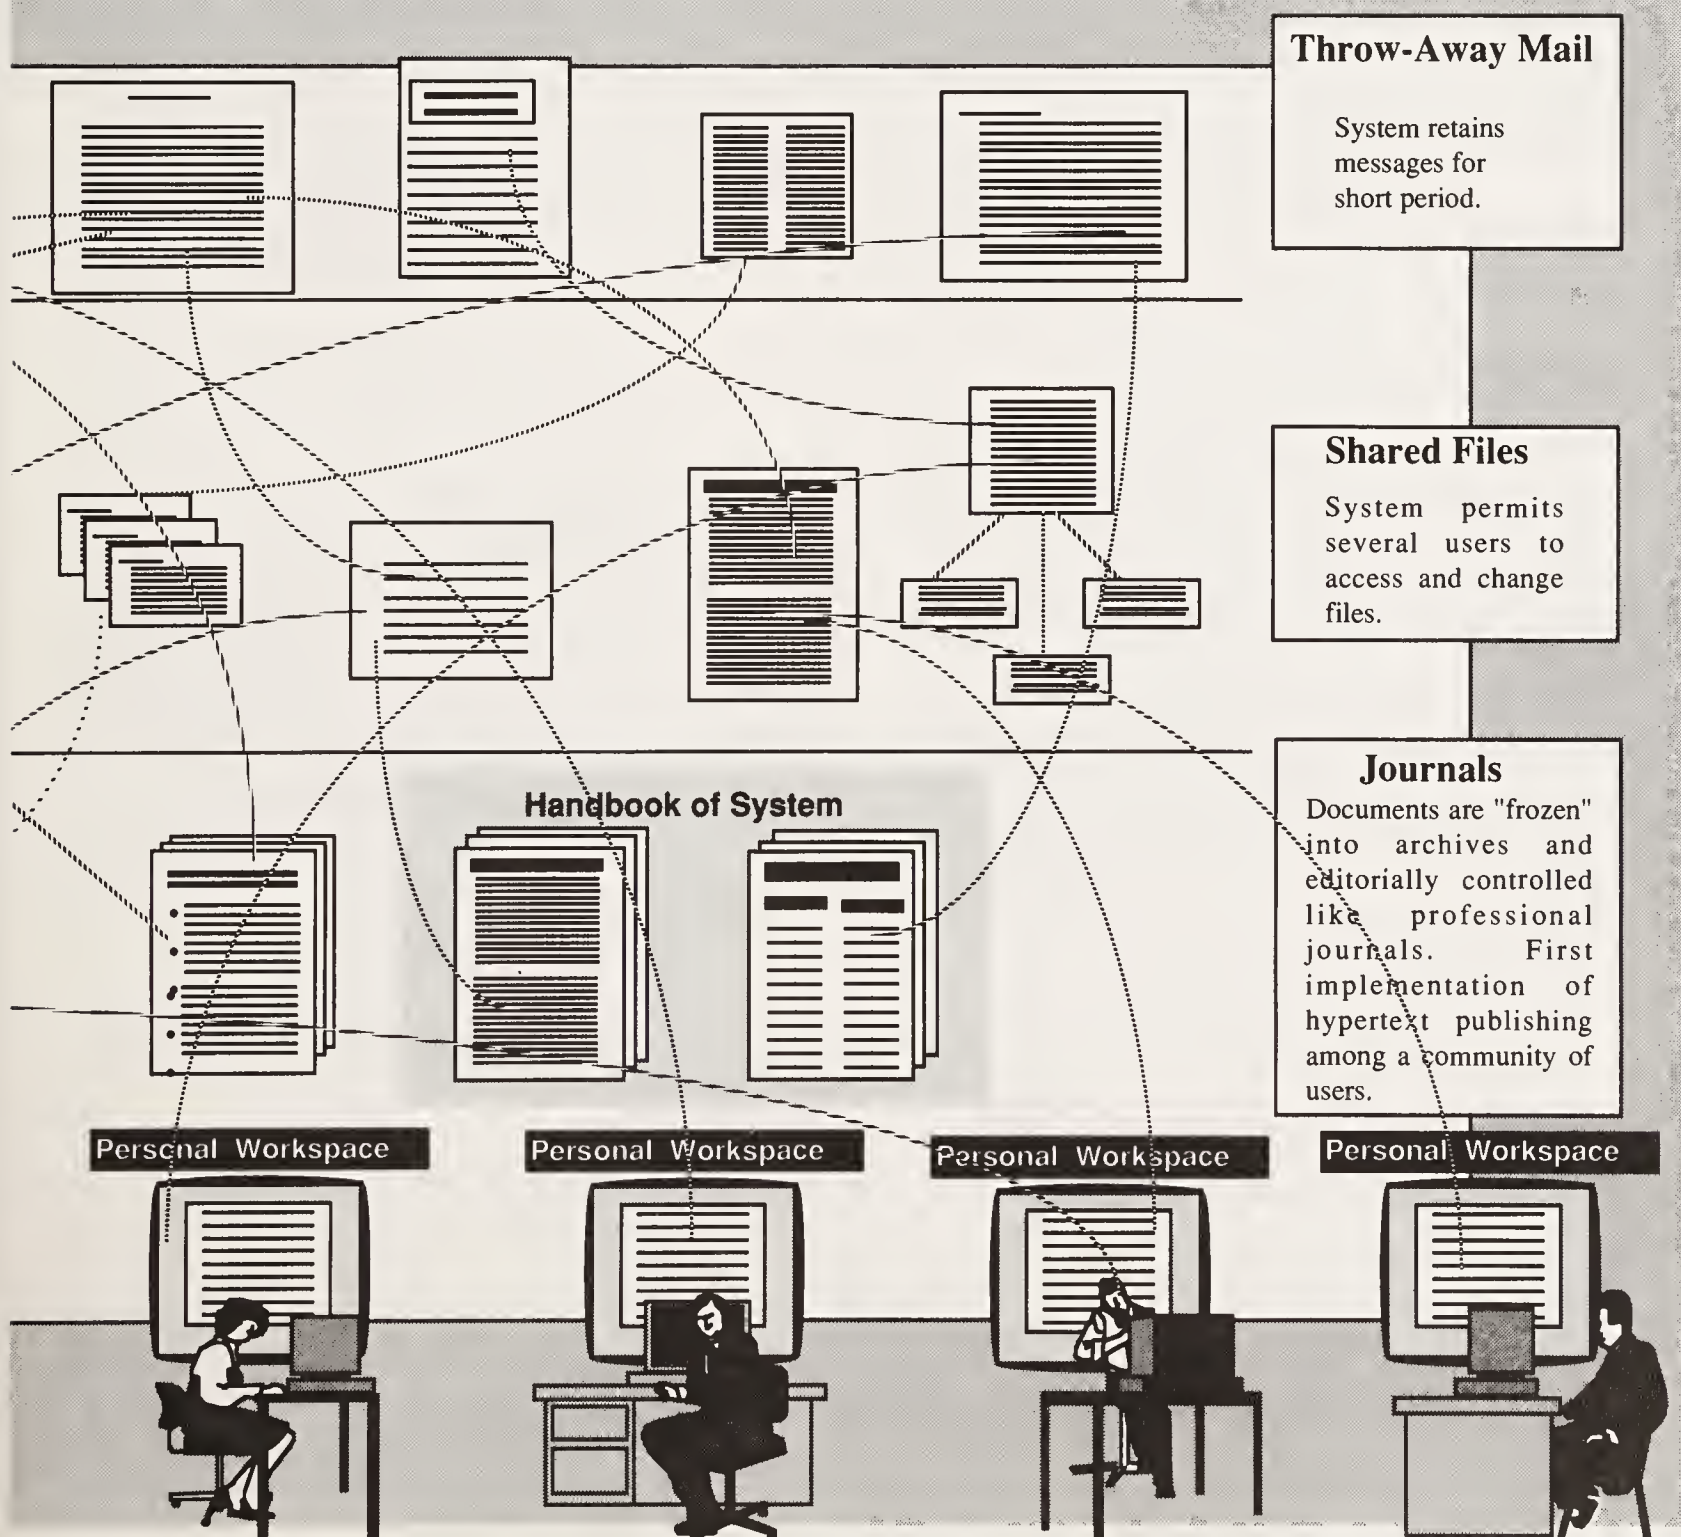 Throw-Away Mail
System retains
messages for
short period.
Shared Files
System permits
several users to
access and change
files.
Journals
Documents are "frozen"
into archives and
editorially controlled
like professional
journals. First
implementation of
hypertext publishing
among a community of
users.
Handbook of System
Personal Workspace
Personal Workspace
Personal Workspace
Personal Workspace